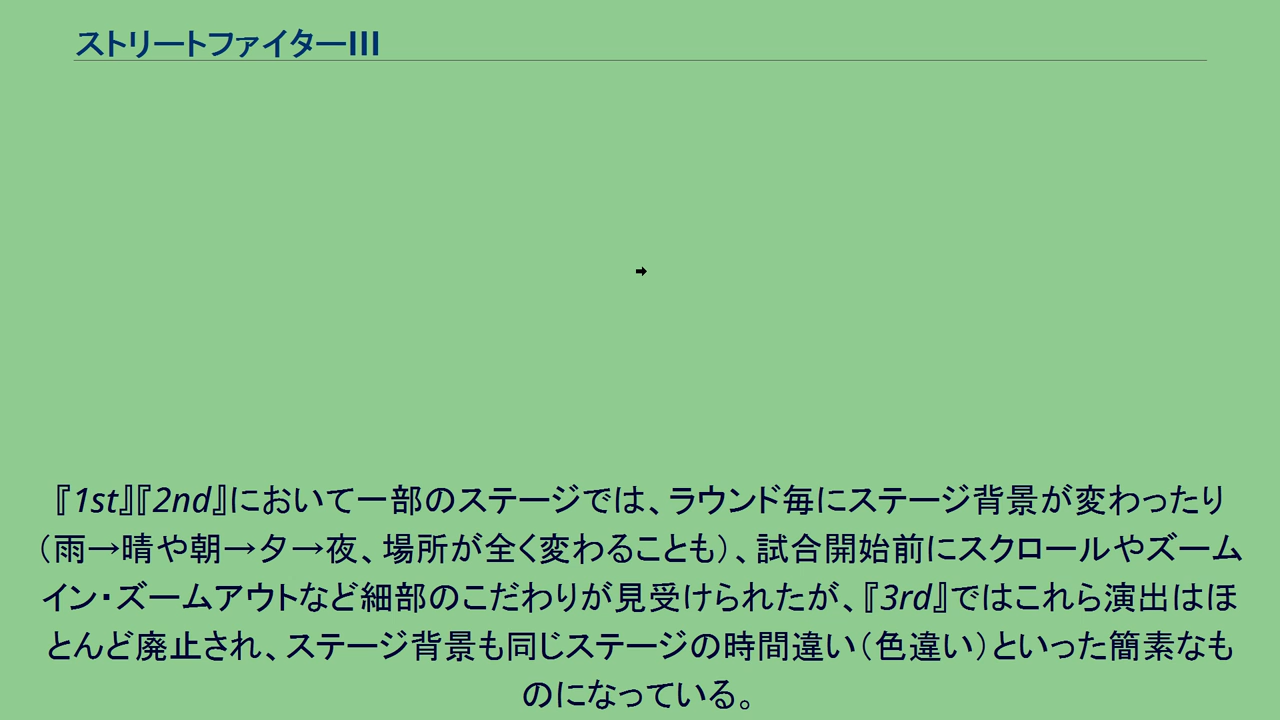 ストリートファイターIII
『1st』『2nd』において一部のステージでは、ラウンド毎にステージ背景が変わったり
（雨→晴や朝→夕→夜、場所が全く変わることも）、試合開始前にスクロールやズーム
イン・ズームアウトなど細部のこだわりが見受けられたが、『3rd』ではこれら演出はほ
とんど廃止され、ステージ背景も同じステージの時間違い（色違い）といった簡素なも
のになっている。